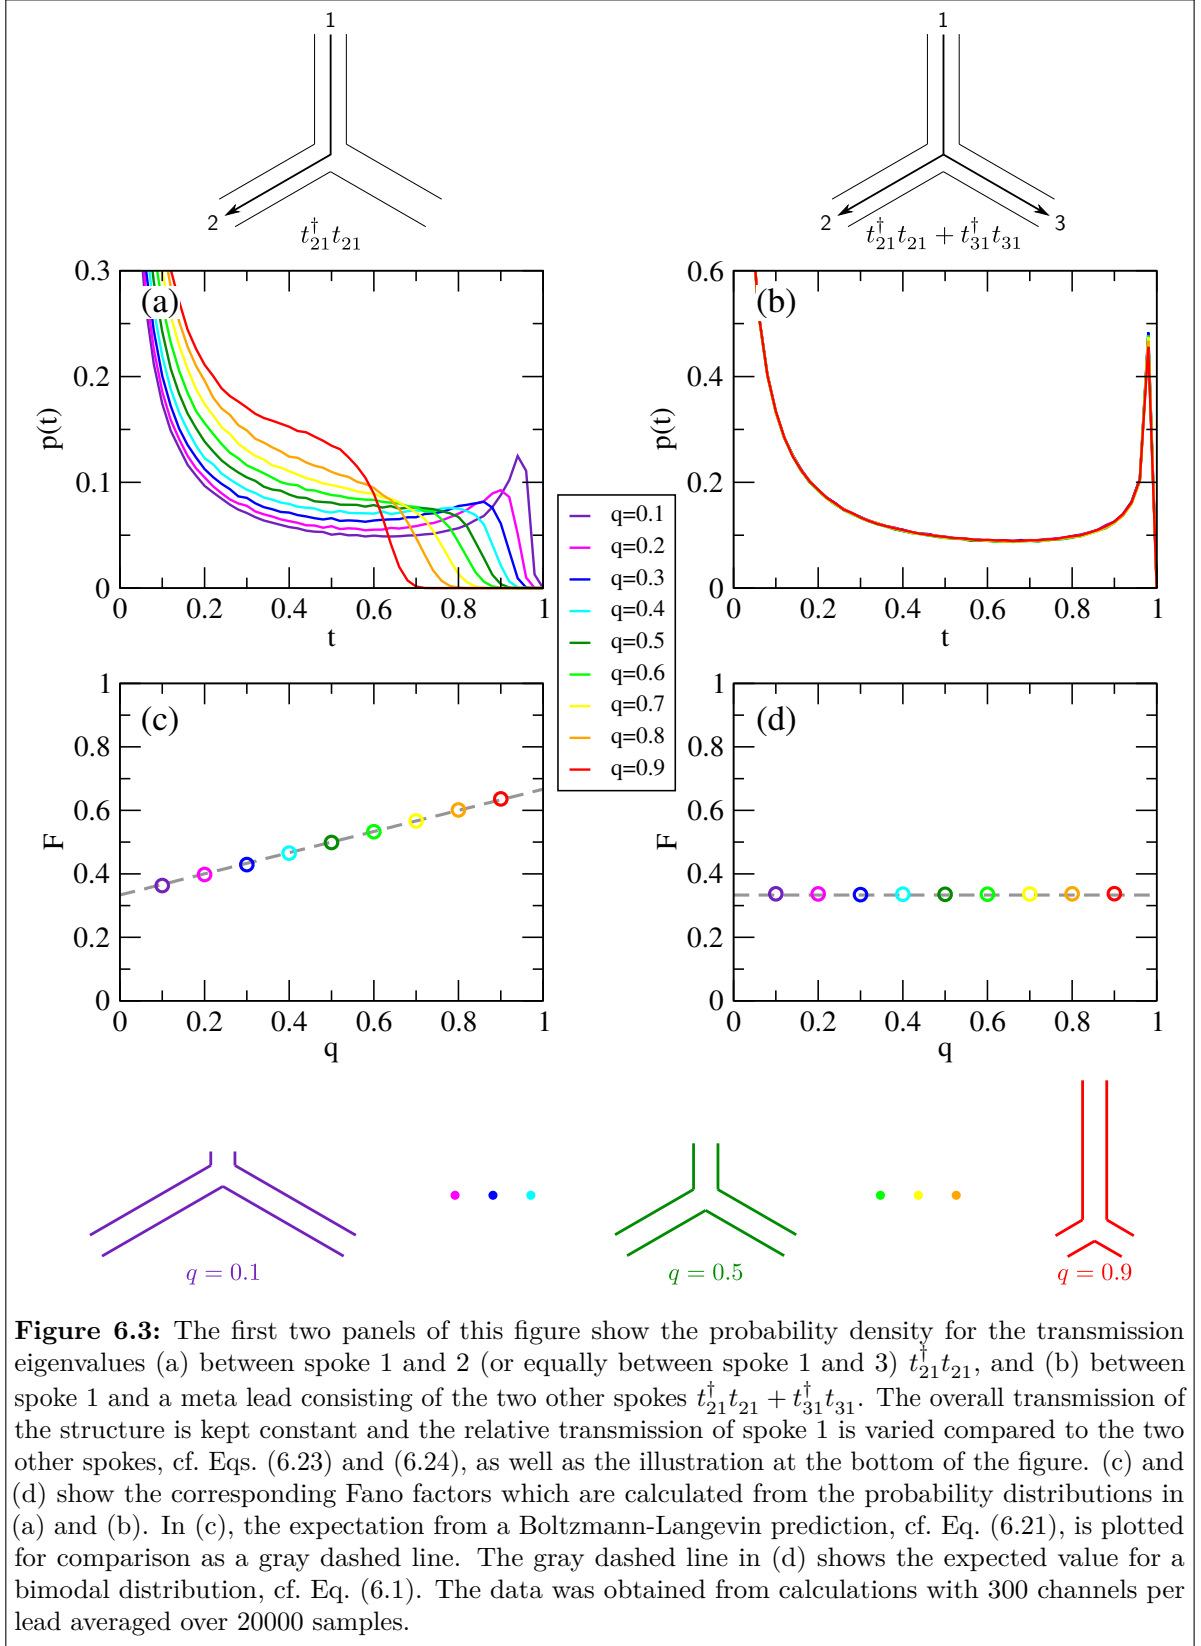 1
2
t†21 t21
1
2
3
t†21 t21 + t†31 t31
(a)
0.3
0.2
0.1
0
p(t)
0 0.2 0.4 0.6 0.8 1
t
(b)
0.6
0.4
0.2
0
p(t)
0 0.2 0.4 0.6 0.8 1
t
q=0.1
q=0.2
q=0.3
q=0.4
q=0.5
q=0.6
q=0.7
q=0.8
q=0.9
(c)
1
0.8
0.6
0.4
0.2
0
F
0 0.2 0.4 0.6 0.8 1
q
(d)
1
0.8
0.6
0.4
0.2
0
F
0 0.2 0.4 0.6 0.8 1
q
q = 0.1
q = 0.5
q = 0.9
Figure 6.3: The first two panels of this figure show the probability density for the transmission
eigenvalues (a) between spoke 1 and 2 (or equally between spoke 1 and 3) t†21 t21, and (b) between
spoke 1 and a meta lead consisting of the two other spokes t†21 t21 + t†31 t31. The overall transmission of
the structure is kept constant and the relative transmission of spoke 1 is varied compared to the two
other spokes, cf. Eqs. (6.23) and (6.24), as well as the illustration at the bottom of the figure. (c) and
(d) show the corresponding Fano factors which are calculated from the probability distributions in
(a) and (b). In (c), the expectation from a Boltzmann-Langevin prediction, cf. Eq. (6.21), is plotted
for comparison as a gray dashed line. The gray dashed line in (d) shows the expected value for a
bimodal distribution, cf. Eq. (6.1). The data was obtained from calculations with 300 channels per
lead averaged over 20000 samples.